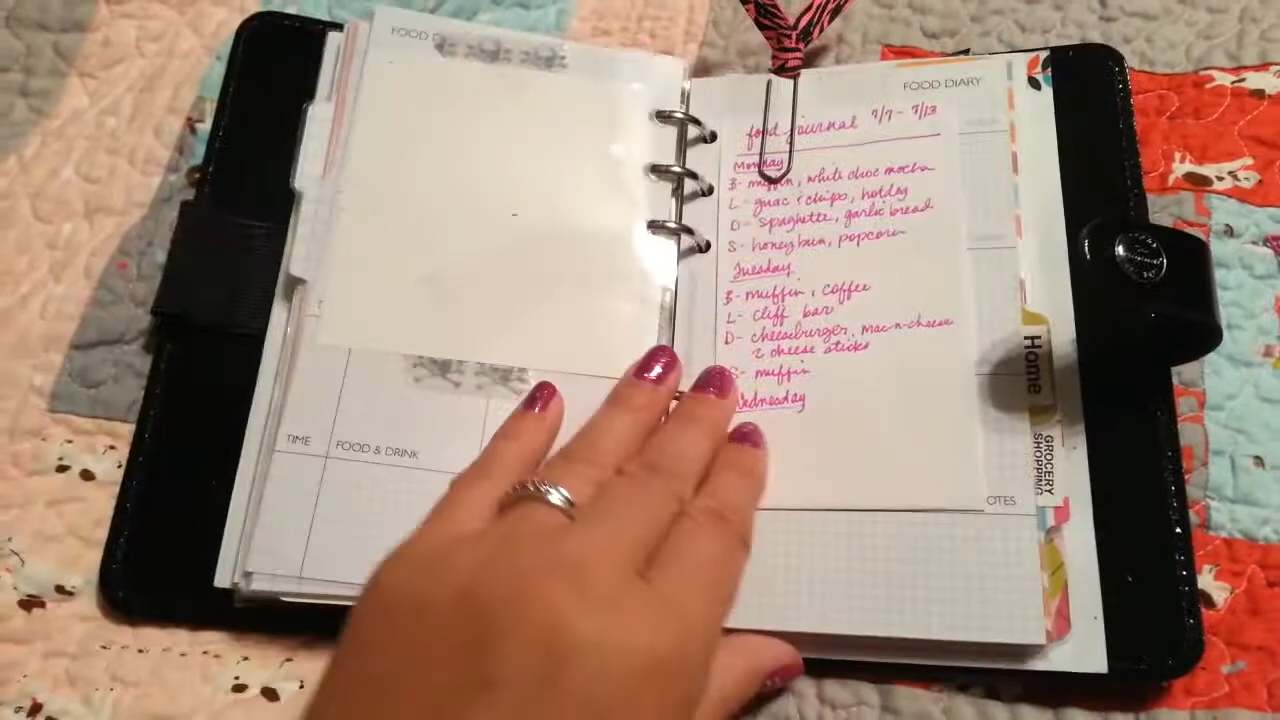 FOOD D
TIME
FOOD & DRINK
FOOD DIARY
food journal 7/7 - 7/13
Monday
B- muffin, white choc mocha
L- guac & chips, hotdog
D- spaghetti, garlic bread
S- honeybun, popcorn
Tuesday
B- muffin, coffee
L- cliff bar
D- cheeseburger, mac-n-cheese
2 cheese sticks
S- muffin
Wednesday
OTES
Home
GROCERY
SHOPPING